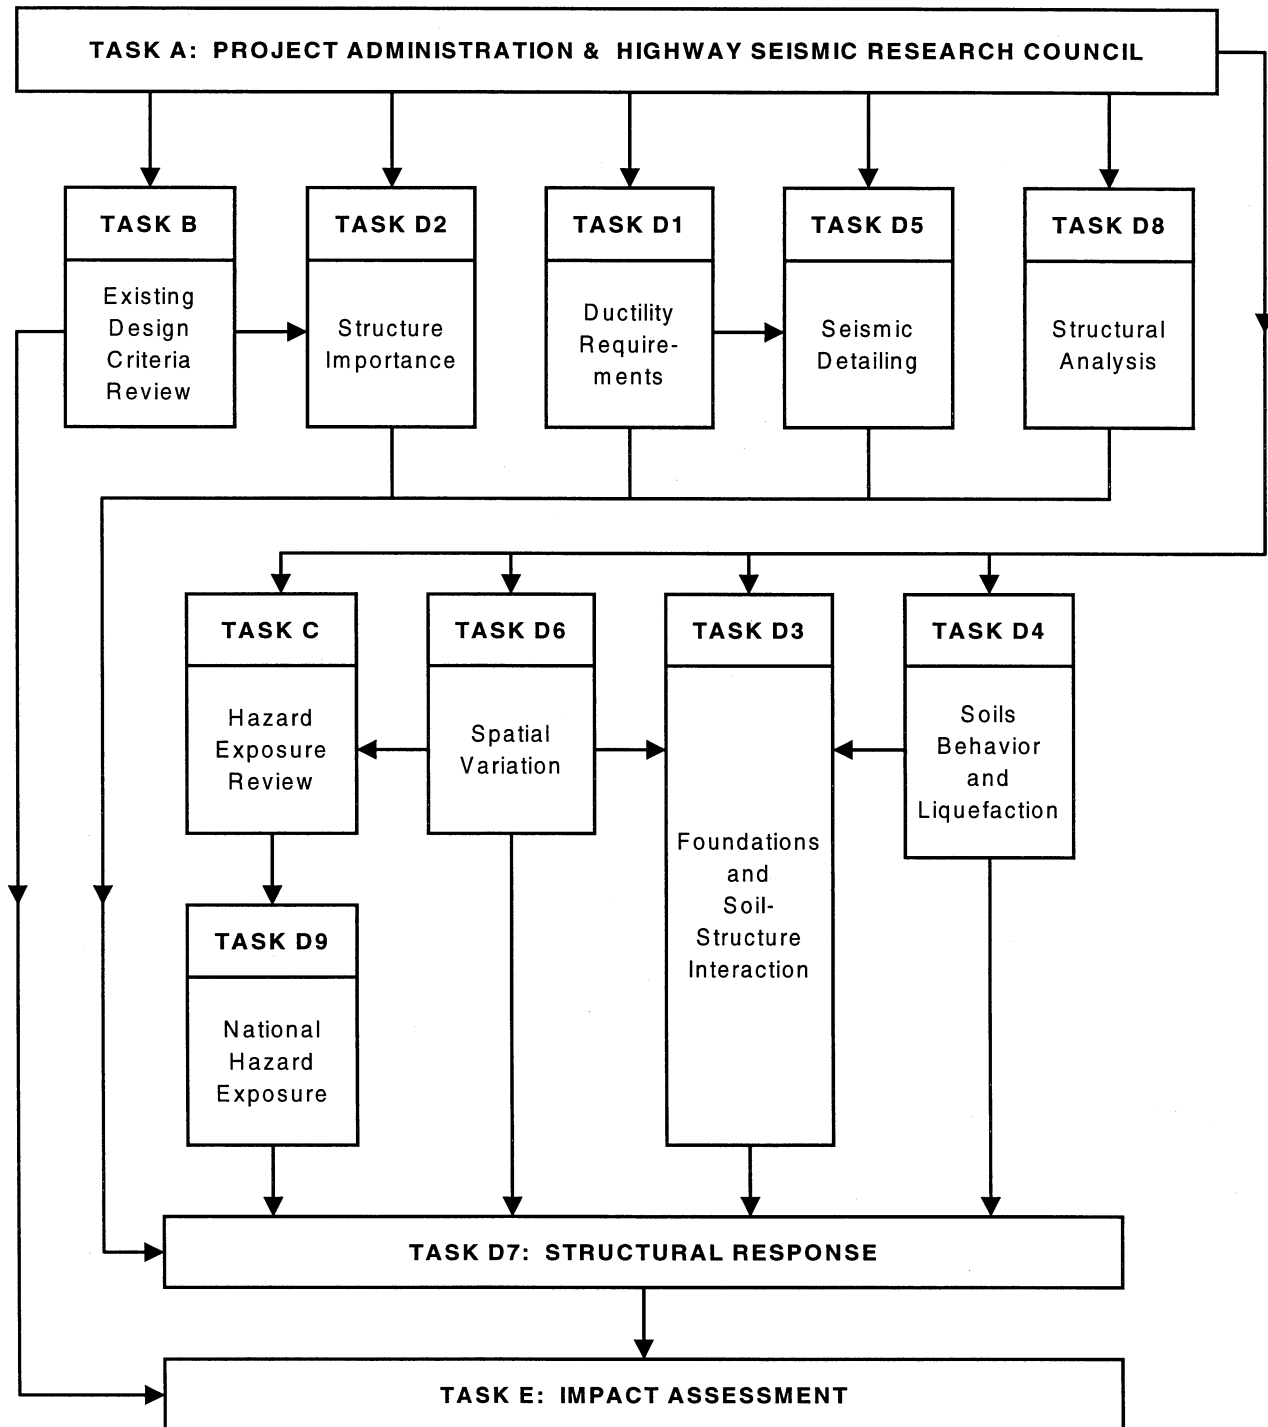 TASK A: PROJECT ADMINISTRATION & HIGHWAY SEISMIC RESEARCH COUNCIL
TASK B
Existing
Design
Criteria
Review
TASK D2
Structure
Importance
TASK D1
Ductility
Require-
ments
TASK D5
Seismic
Detailing
TASK D8
Structural
Analysis
TASK C
Hazard
Exposure
Review
TASK D6
Spatial
Variation
TASK D3
Foundations
and
Soil-
Structure
Interaction
TASK D4
Soils
Behavior
and
Liquefaction
TASK D9
National
Hazard
Exposure
TASK D7: STRUCTURAL RESPONSE
TASK E: IMPACT ASSESSMENT